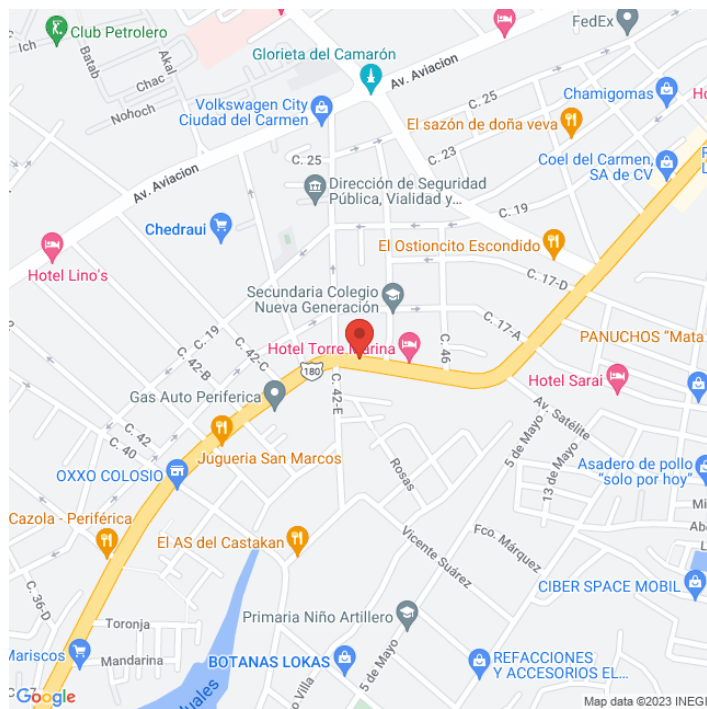 FedEx
Ich
Club Petrolero
Batab
Akal
Chac
Nohoch
Glorieta del Camarón
Av. Aviacion
Volkswagen City
Ciudad del Carmen
C. 25
Chamigomas
El sazón de doña veva
C. 23
C. 25
Coel del Carmen,
SA de CV
Av. Aviacion
Dirección de Seguridad
Pública, Vialidad y...
C. 19
Chedraui
El Ostioncito Escondido
Hotel Lino's
C. 17-D
Secundaria Colegio
Nueva Generación
C. 19
C. 17-A
PANUCHOS “Mata
C. 42-C
C. 42-B
Hotel Torre Marina
C. 46
180
C. 42-E
Hotel Sarai
Gas Auto Periferica
Av. Satélite
C. 42
C. 40
5 de Mayo
13 de Mayo
Jugueria San Marcos
Rosas
OXXO COLOSIO
Asadero de pollo
“solo por hoy”
Cazola - Periférica
El AS del Castakan
Vicente Suárez
Fco. Márquez
C. 36-D
CIBER SPACE MOBIL
Toronja
Primaria Niño Artillero
Mariscos
Mandarina
BOTANAS LOKAS
5 de Mayo
REFACCIONES
Y ACCESORIOS EL...
Villa
Google
Map data ©2023 INEGI